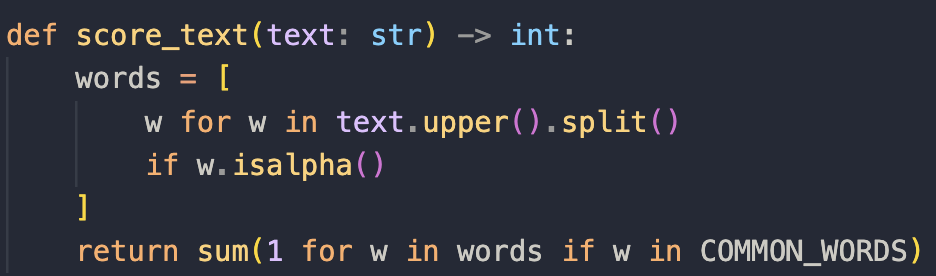 def score_text(text: str) -> int:
    words = [
        w for w in text.upper().split()
        if w.isalpha()
    ]
    return sum(1 for w in words if w in COMMON_WORDS)